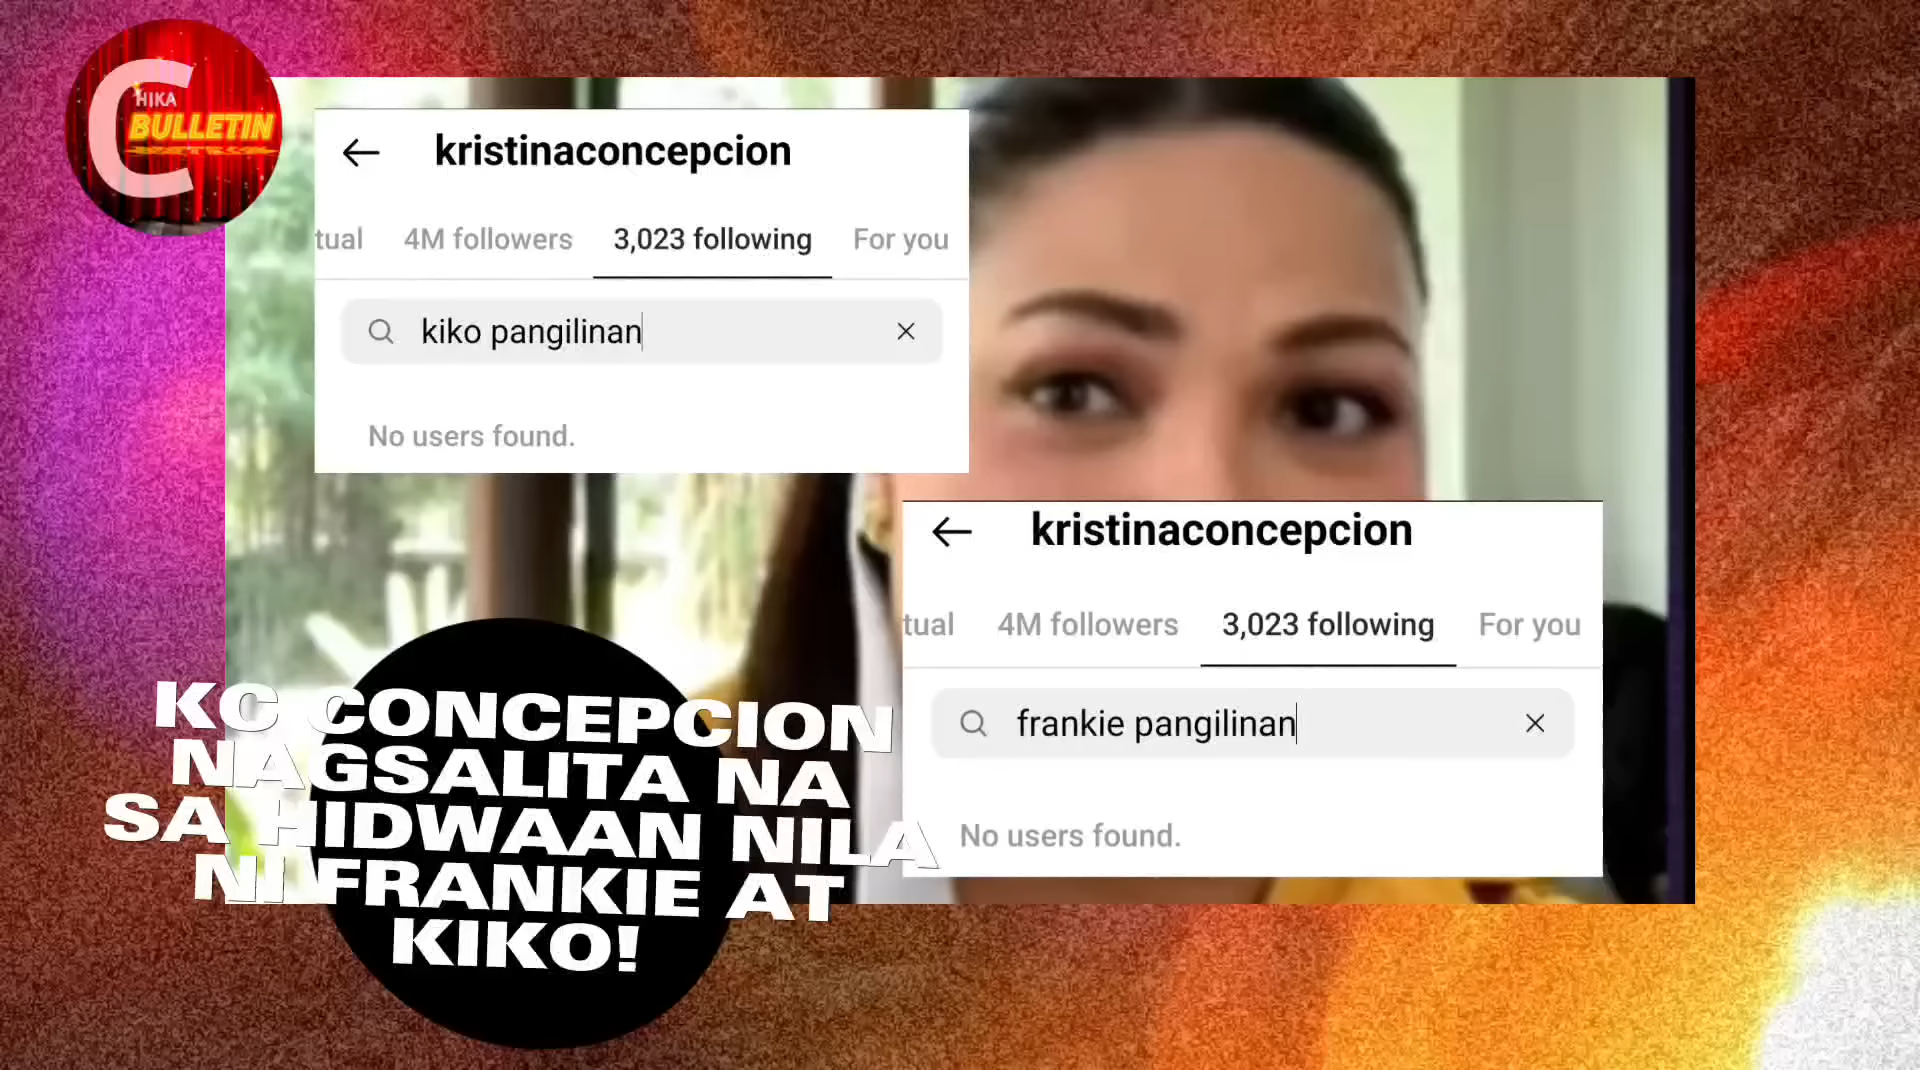 CHIKA
BULLETIN
kristinaconcepcion
tual 4M followers 3,023 following For you
kiko pangilinan
No users found.
kristinaconcepcion
tual 4M followers 3,023 following For you
frankie pangilinan
No users found.
KC CONCEPCION
NAGSALITA NA
SA HIDWAAN NILA
NI FRANKIE AT
KIKO!